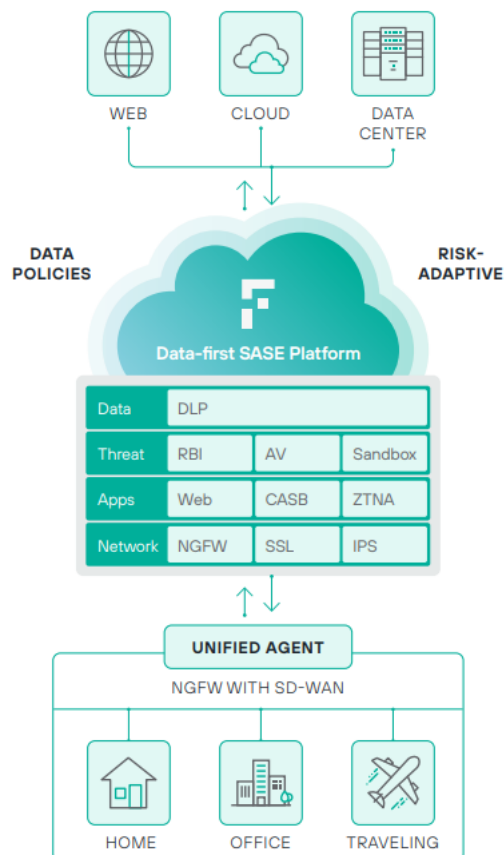 WEB
CLOUD
DATA
CENTER
DATA
POLICIES
RISK-
ADAPTIVE
F
Data-first SASE Platform
Data DLP
Threat RBI AV Sandbox
Apps Web CASB ZTNA
Network NGFW SSL IPS
UNIFIED AGENT
NGFW WITH SD-WAN
HOME OFFICE TRAVELING